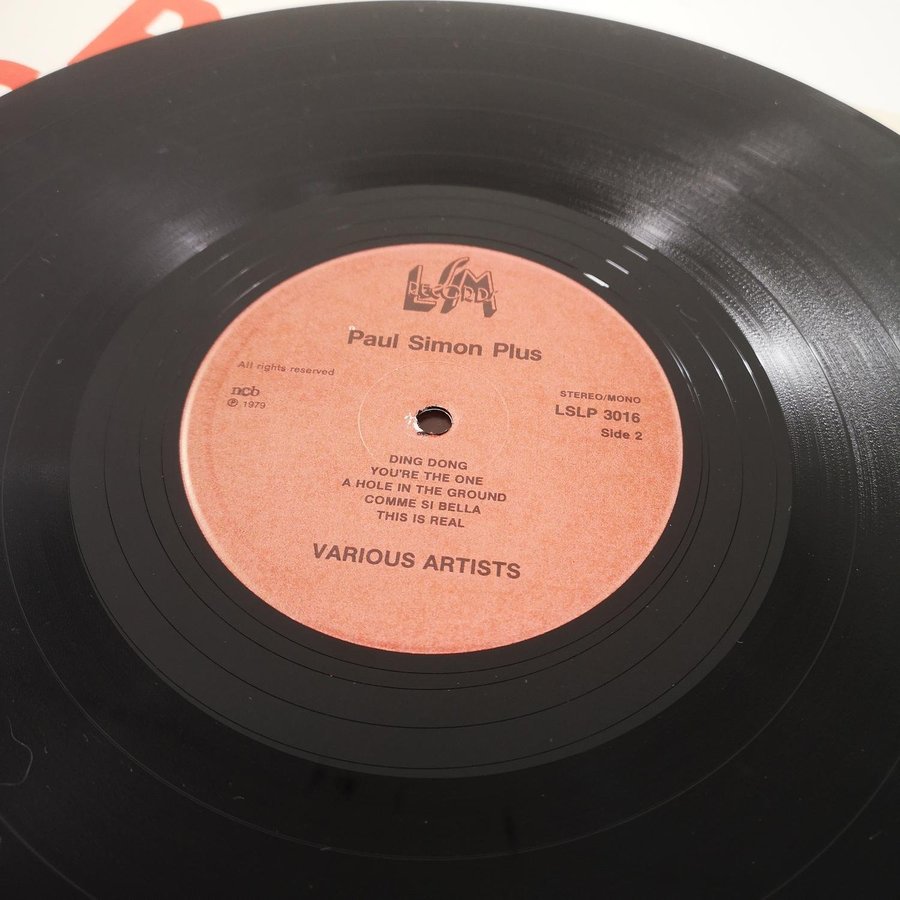 LSM
RECORDS
Paul Simon Plus
All rights reserved
ncb
℗ 1979
STEREO/MONO
LSLP 3016
Side 2
DING DONG
YOU'RE THE ONE
A HOLE IN THE GROUND
COMME SI BELLA
THIS IS REAL
VARIOUS ARTISTS